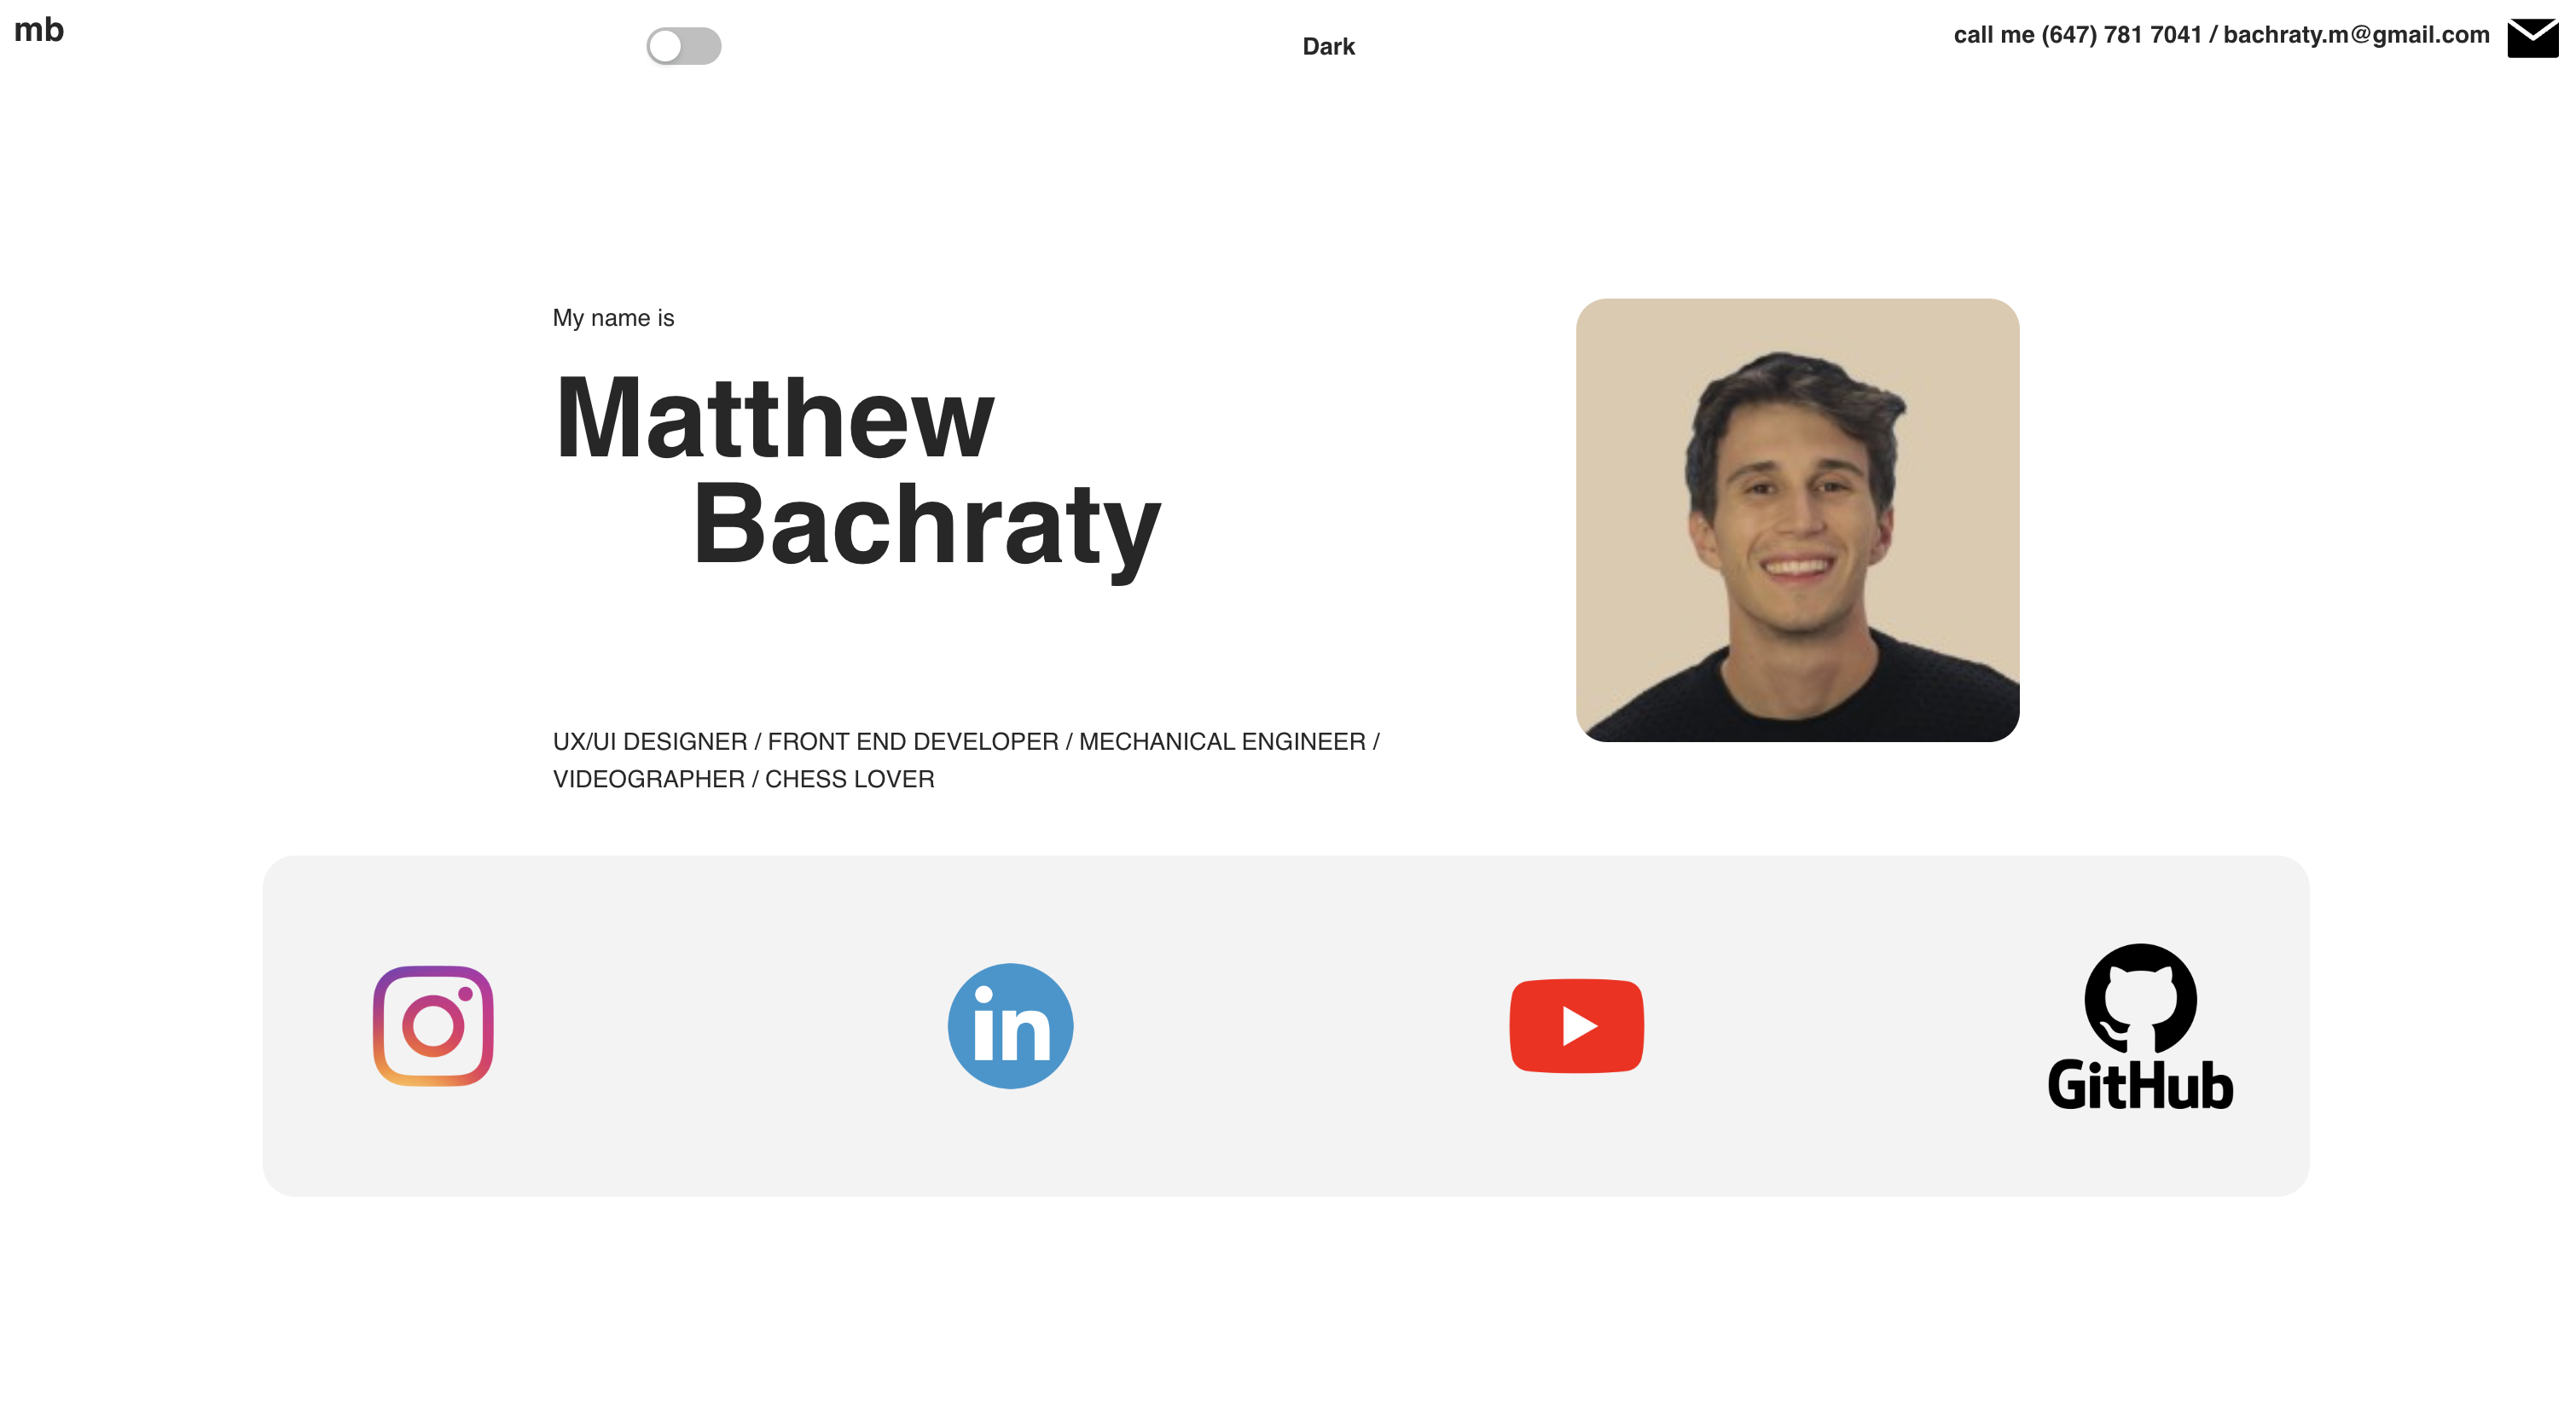 mb
Dark
call me (647) 781 7041 / bachraty.m@gmail.com
My name is
Matthew
Bachraty
UX/UI DESIGNER / FRONT END DEVELOPER / MECHANICAL ENGINEER /
VIDEOGRAPHER / CHESS LOVER
in
GitHub